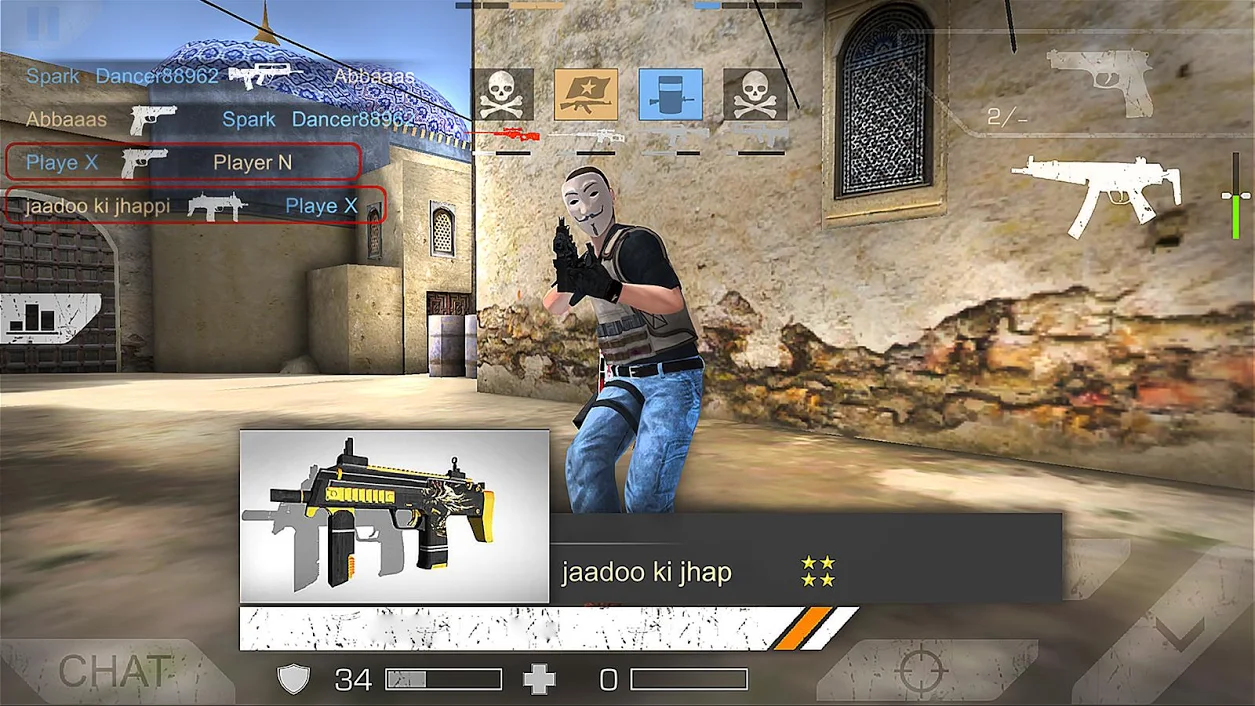 Spark Dancer88962 Abbaaas
Abbaaas Spark Dancer88962
Playe X Player N
jaadoo ki jhappi Playe X
2/-
jaadoo ki jhap
34 0
CHAT